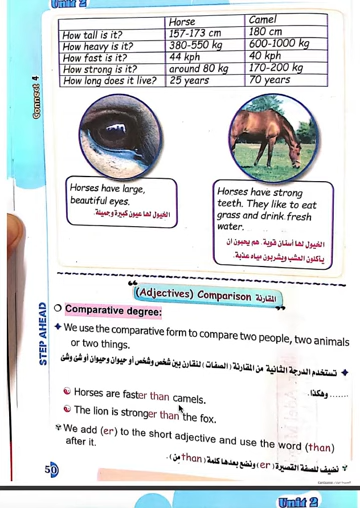 Unit 2
Horse Camel
How tall is it? 157-173 cm 180 cm
How heavy is it? 380-550 kg 600-1000 kg
How fast is it? 44 kph 40 kph
How strong is it? around 80 kg 170-200 kg
How long does it live? 25 years 70 years
Connect 4
Horses have large,
beautiful eyes.
الخيول لها عيون كبيرة وجميلة.
Horses have strong
teeth. They like to eat
grass and drink fresh
water.
الخيول لها أسنان قوية. هم يحبون أن
يأكلون العشب ويشربون مياه عذبة.
(Adjectives) Comparison المقارنة
STEP AHEAD
Comparative degree:
We use the comparative form to compare two people, two animals
or two things.
تستخدم الدرجة الثانية من المقارنة (الصفات) للتقارن بين شخص وشخص أو حيوان وحيوان أو شئ وشئ
....... وهكذا.
Horses are faster than camels.
The lion is stronger than the fox.
We add (er) to the short adjective and use the word (than)
after it.
نضيف للصفة القصيرة (er) ونضع بعدها كلمة (than من).
50
Unit 2